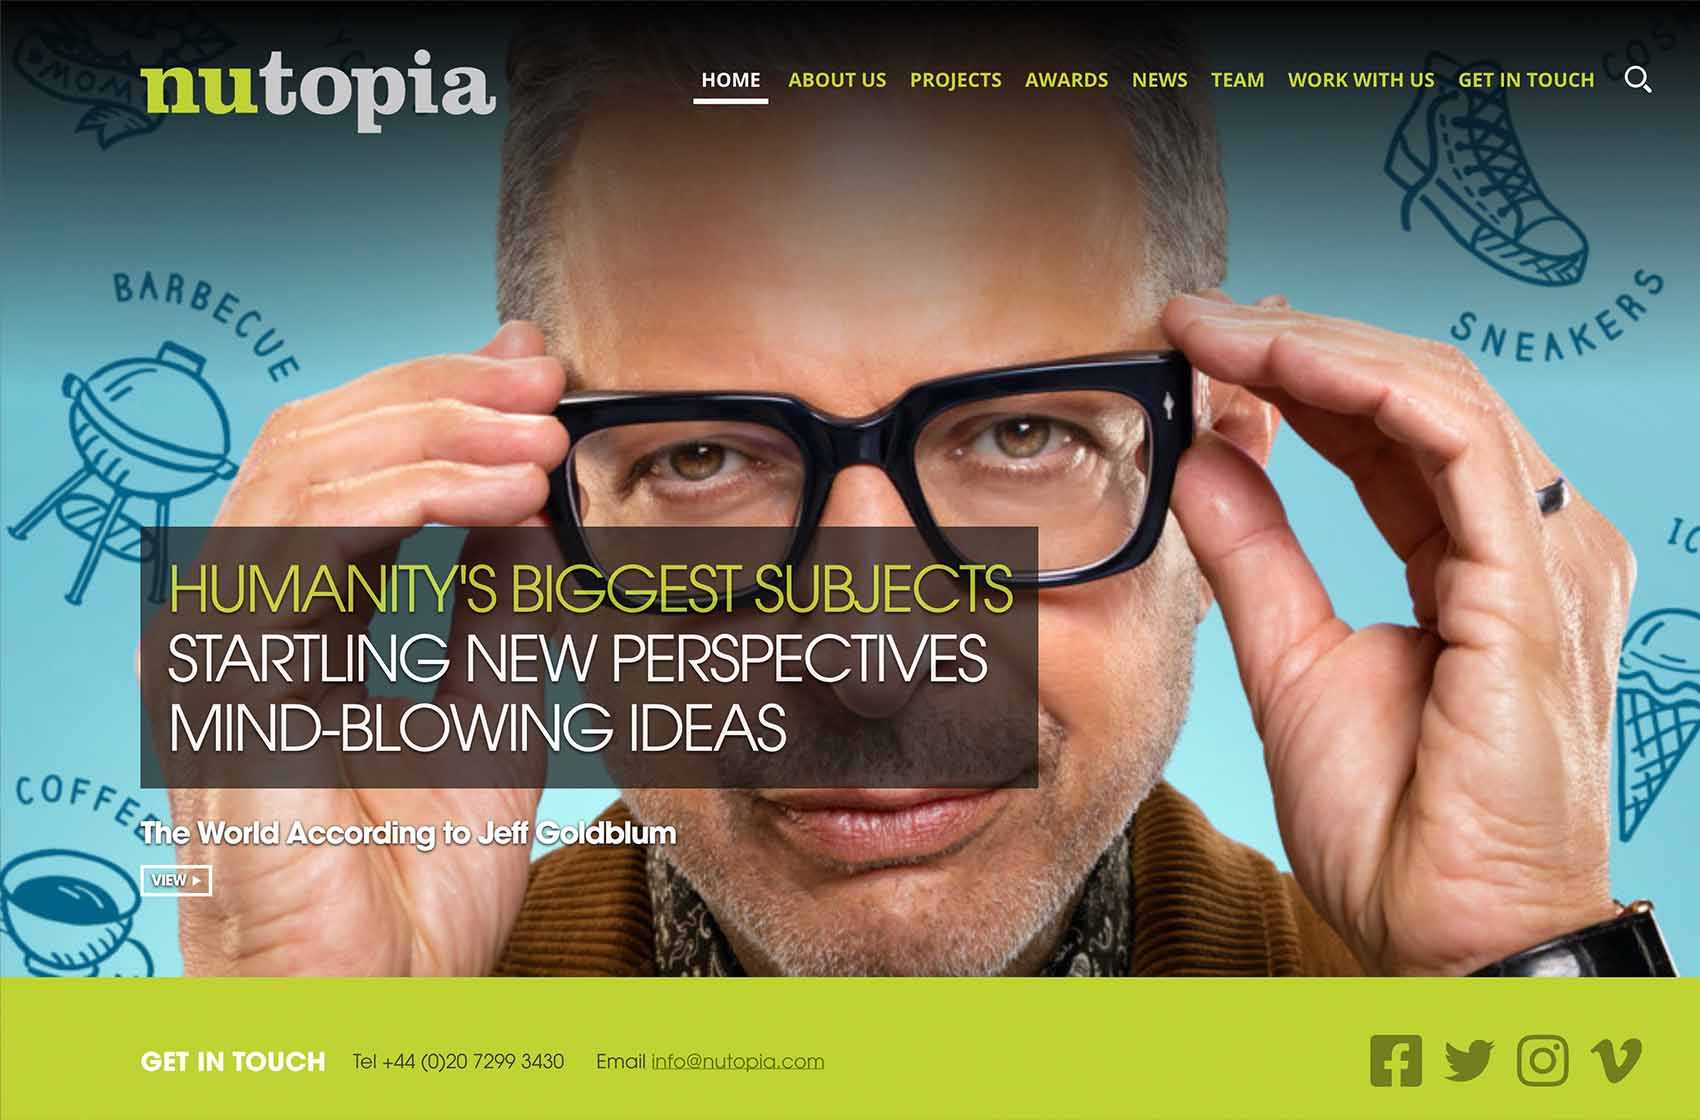 MOM
nutopia
HOME ABOUT US PROJECTS AWARDS NEWS TEAM WORK WITH US GET IN TOUCH
BARBECUE
SNEAKERS
HUMANITY'S BIGGEST SUBJECTS
STARTLING NEW PERSPECTIVES
MIND-BLOWING IDEAS
COFFEE
The World According to Jeff Goldblum
VIEW
GET IN TOUCH Tel +44 (0)20 7299 3430 Email info@nutopia.com